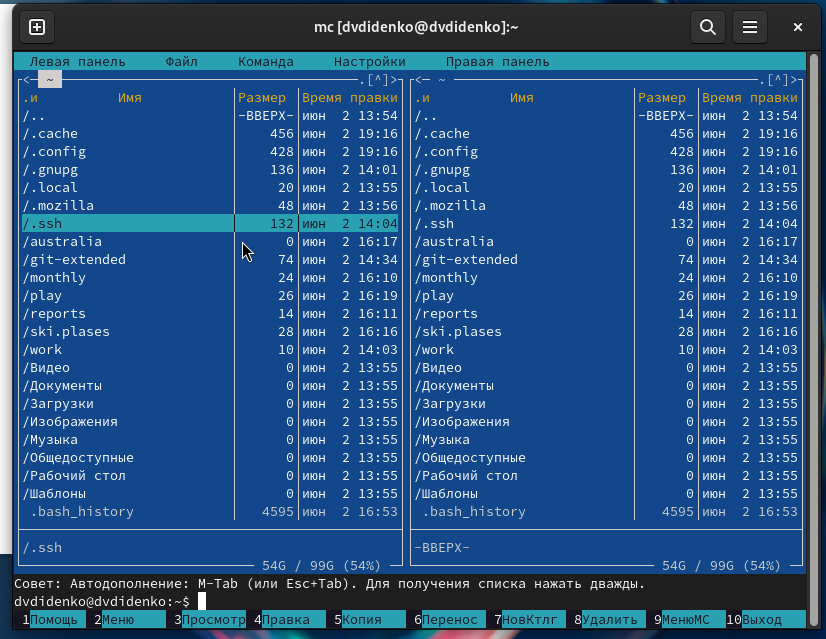 mc [dvdidenko@dvdidenko]:~
Левая панель Файл Команда Настройки Правая панель
<─ ~ .[^]> <─ ~ .[^]>
.и Имя Размер Время правки .и Имя Размер Время правки
/.. -ВВЕРХ- июн 2 13:54 /.. -ВВЕРХ- июн 2 13:54
/.cache 456 июн 2 19:16 /.cache 456 июн 2 19:16
/.config 428 июн 2 19:16 /.config 428 июн 2 19:16
/.gnupg 136 июн 2 14:01 /.gnupg 136 июн 2 14:01
/.local 20 июн 2 13:55 /.local 20 июн 2 13:55
/.mozilla 48 июн 2 13:56 /.mozilla 48 июн 2 13:56
/.ssh 132 июн 2 14:04 /.ssh 132 июн 2 14:04
/australia 0 июн 2 16:17 /australia 0 июн 2 16:17
/git-extended 74 июн 2 14:34 /git-extended 74 июн 2 14:34
/monthly 24 июн 2 16:10 /monthly 24 июн 2 16:10
/play 26 июн 2 16:19 /play 26 июн 2 16:19
/reports 14 июн 2 16:11 /reports 14 июн 2 16:11
/ski.plases 28 июн 2 16:16 /ski.plases 28 июн 2 16:16
/work 10 июн 2 14:03 /work 10 июн 2 14:03
/Видео 0 июн 2 13:55 /Видео 0 июн 2 13:55
/Документы 0 июн 2 13:55 /Документы 0 июн 2 13:55
/Загрузки 0 июн 2 13:55 /Загрузки 0 июн 2 13:55
/Изображения 0 июн 2 13:55 /Изображения 0 июн 2 13:55
/Музыка 0 июн 2 13:55 /Музыка 0 июн 2 13:55
/Общедоступные 0 июн 2 13:55 /Общедоступные 0 июн 2 13:55
/Рабочий стол 0 июн 2 13:55 /Рабочий стол 0 июн 2 13:55
/Шаблоны 0 июн 2 13:55 /Шаблоны 0 июн 2 13:55
.bash_history 4595 июн 2 16:53 .bash_history 4595 июн 2 16:53
/.ssh -ВВЕРХ-
54G / 99G (54%) 54G / 99G (54%)
Совет: Автодополнение: M-Tab (или Esc+Tab). Для получения списка нажать дважды.
dvdidenko@dvdidenko:~$
1Помощь 2Меню 3Просмотр 4Правка 5Копия 6Перенос 7НовКтлг 8Удалить 9МенюMC 10Выход